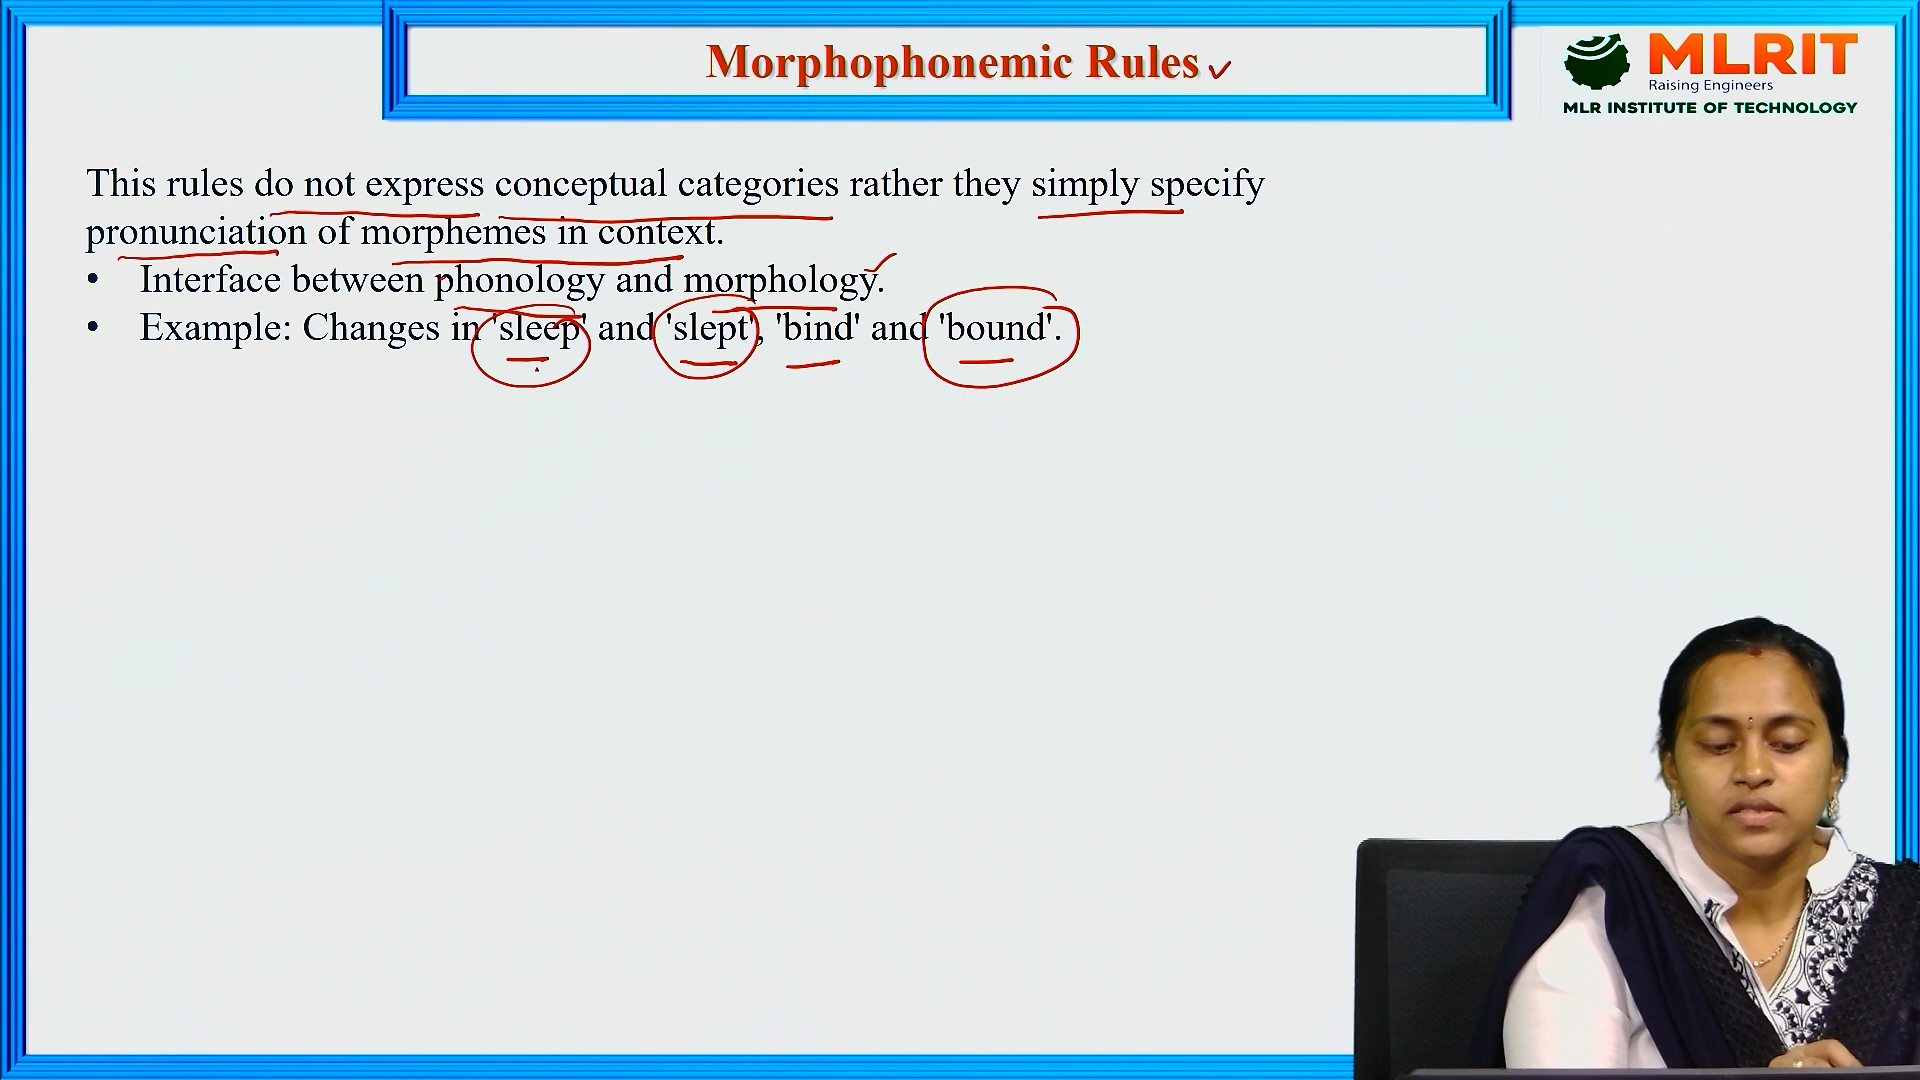 Morphophonemic Rules
MLRIT
Raising Engineers
MLR INSTITUTE OF TECHNOLOGY
This rules do not express conceptual categories rather they simply specify
pronunciation of morphemes in context.
• Interface between phonology and morphology.
• Example: Changes in 'sleep' and 'slept', 'bind' and 'bound'.